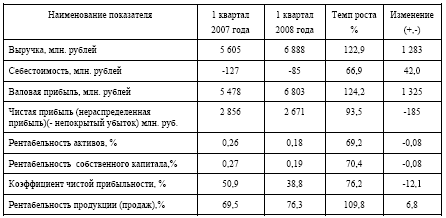 Наименование показателя 1 квартал 2007 года 1 квартал 2008 года Темп роста % Изменение (+,-)
Выручка, млн. рублей 5 605 6 888 122,9 1 283
Себестоимость, млн. рублей -127 -85 66,9 42,0
Валовая прибыль, млн. рублей 5 478 6 803 124,2 1 325
Чистая прибыль (нераспределенная прибыль)(- непокрытый убыток) млн. руб. 2 856 2 671 93,5 -185
Рентабельность активов, % 0,26 0,18 69,2 -0,08
Рентабельность собственного капитала,% 0,27 0,19 70,4 -0,08
Коэффициент чистой прибыльности, % 50,9 38,8 76,2 -12,1
Рентабельность продукции (продаж),% 69,5 76,3 109,8 6,8